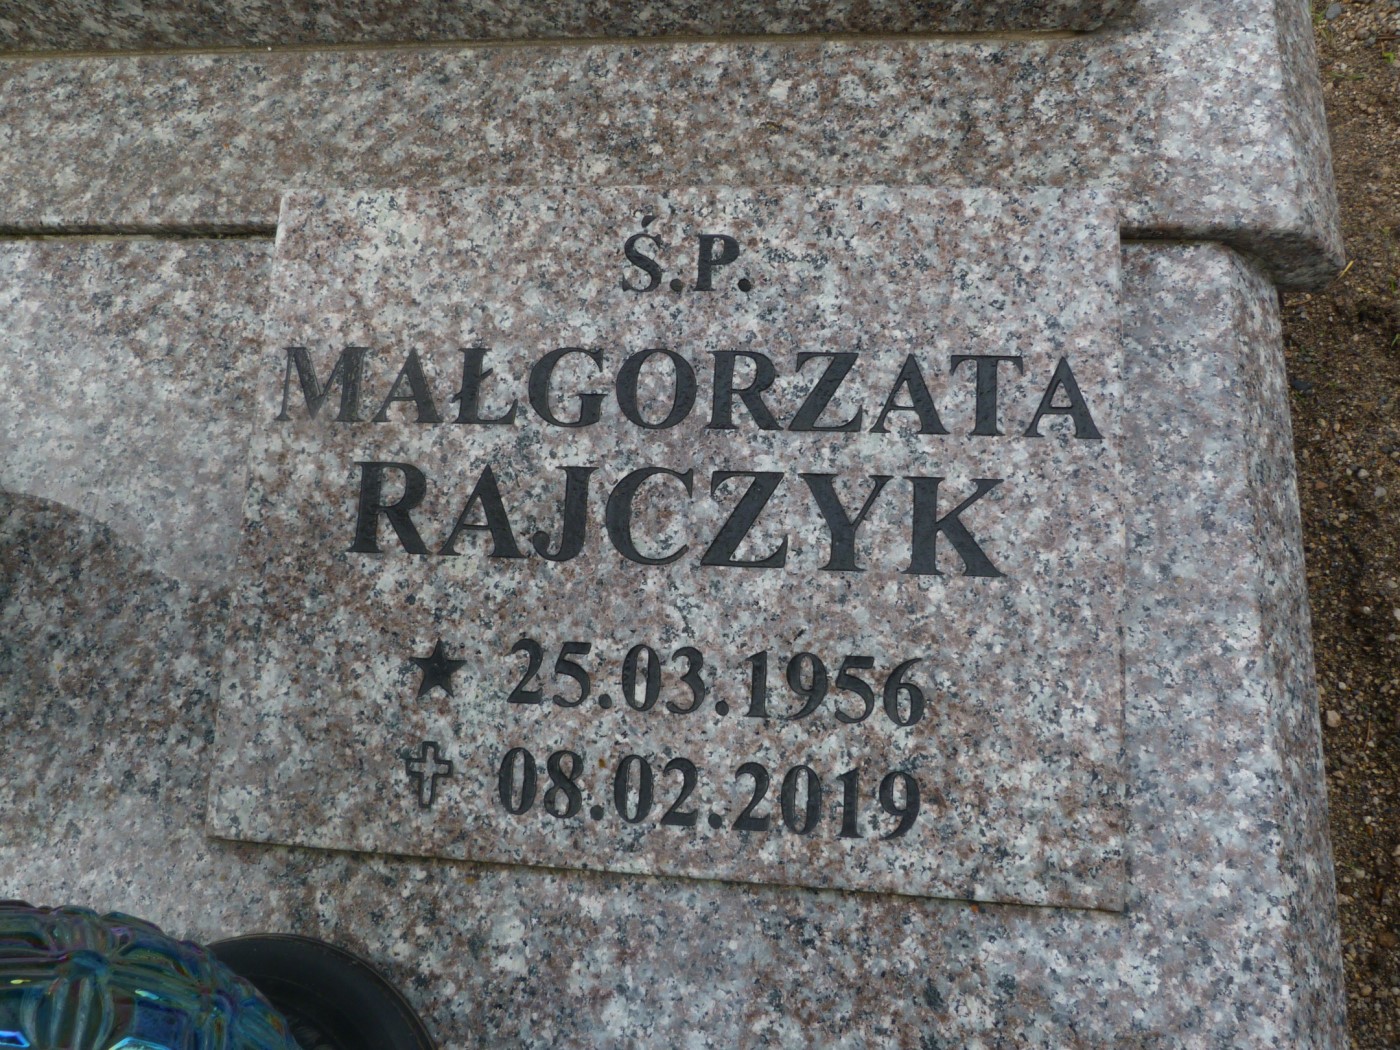 Ś.P.
MAŁGORZATA
RAJCZYK
★ 25.03.1956
✝ 08.02.2019